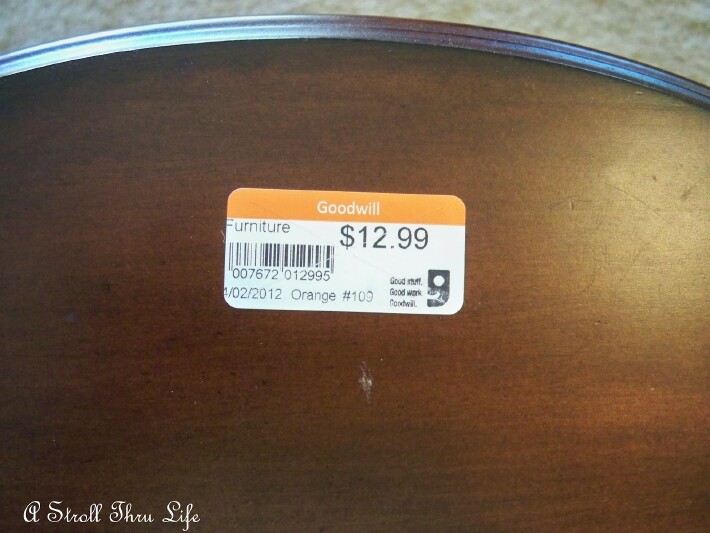 Goodwill
Furniture
$12.99
007672 012995
4/02/2012 Orange #109
Good stuff.
Good work.
Goodwill.
g
A Stroll Thru Life